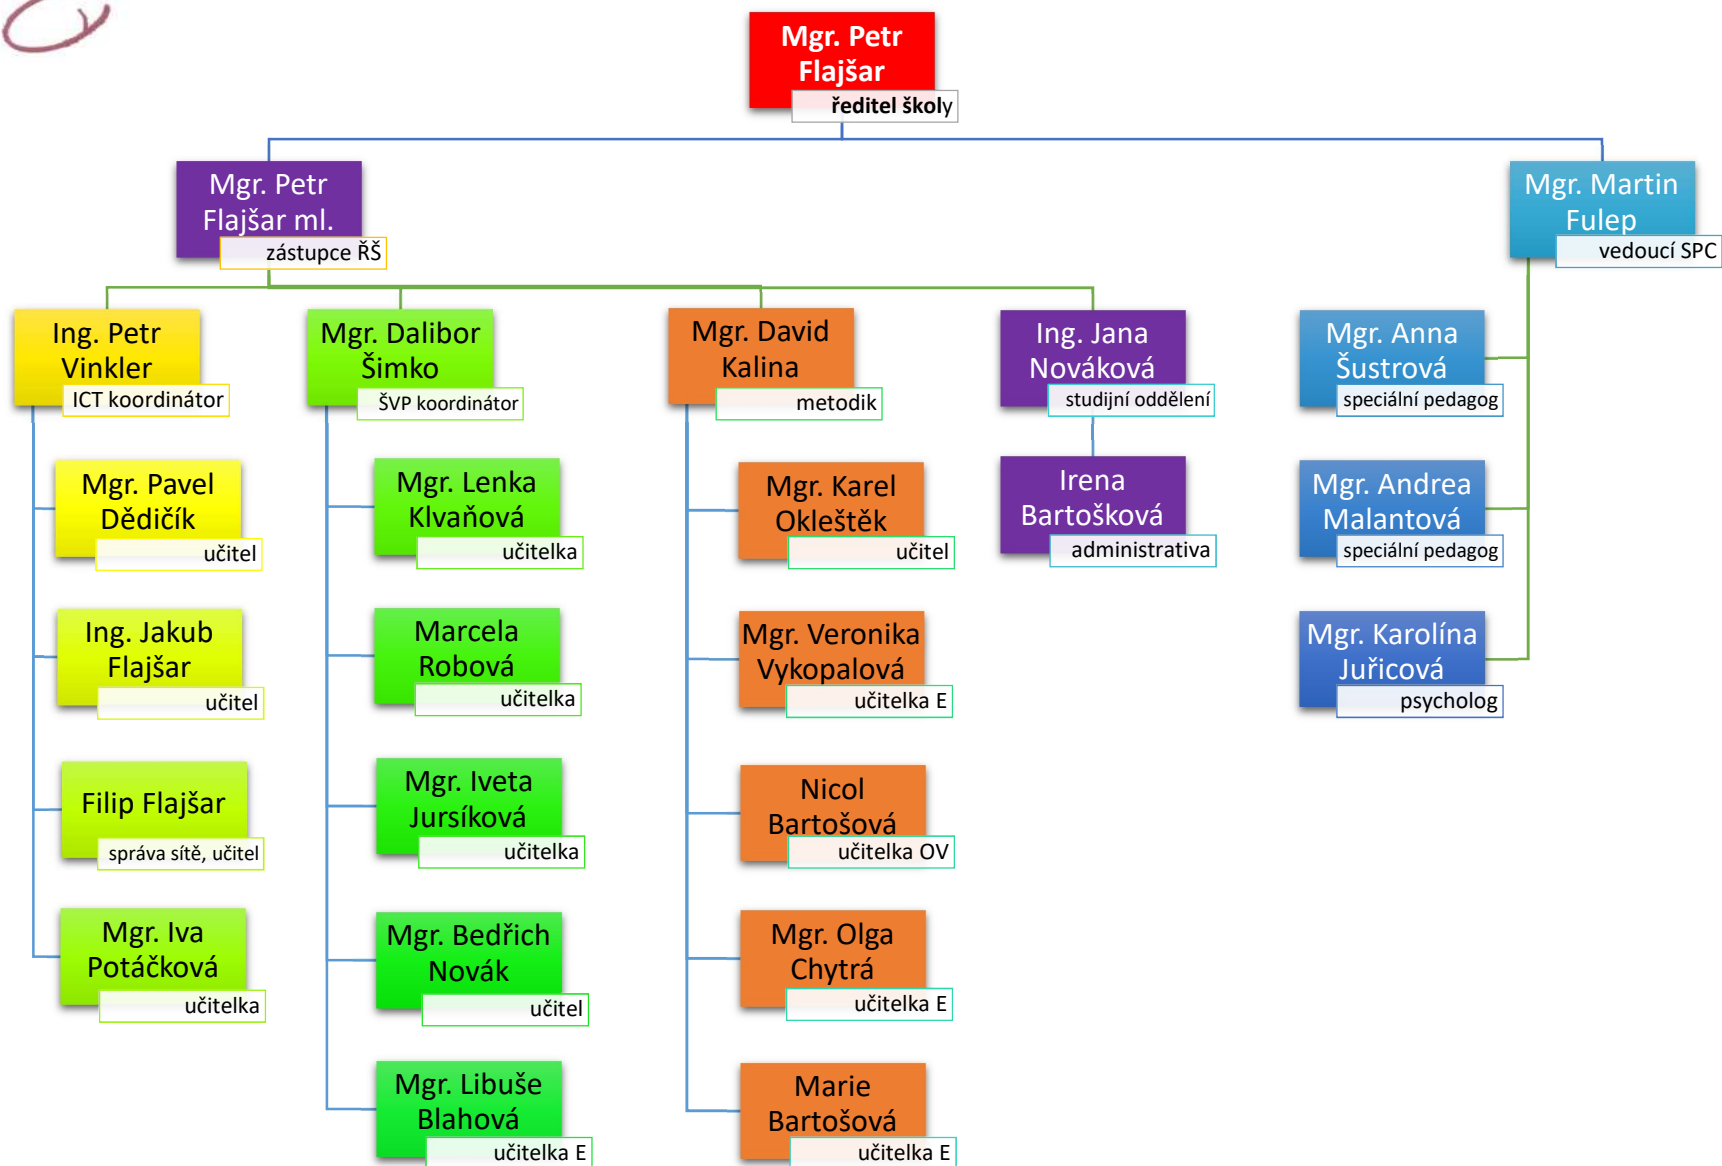 Mgr. Petr
Flajšar
ředitel školy
Mgr. Petr
Flajšar ml.
zástupce ŘŠ
Mgr. Martin
Fulep
vedoucí SPC
Ing. Petr
Vinkler
ICT koordinátor
Mgr. Dalibor
Šimko
ŠVP koordinátor
Mgr. David
Kalina
metodik
Ing. Jana
Nováková
studijní oddělení
Mgr. Anna
Šustrová
speciální pedagog
Mgr. Pavel
Dědičík
učitel
Mgr. Lenka
Klvaňová
učitelka
Mgr. Karel
Okleštěk
učitel
Irena
Bartošková
administrativa
Mgr. Andrea
Malantová
speciální pedagog
Ing. Jakub
Flajšar
učitel
Marcela
Robová
učitelka
Mgr. Veronika
Vykopalová
učitelka E
Mgr. Karolína
Juřicová
psycholog
Filip Flajšar
správa sítě, učitel
Mgr. Iveta
Jursíková
učitelka
Nicol
Bartošová
učitelka OV
Mgr. Iva
Potáčková
učitelka
Mgr. Bedřich
Novák
učitel
Mgr. Olga
Chytrá
učitelka E
Mgr. Libuše
Blahová
učitelka E
Marie
Bartošová
učitelka E